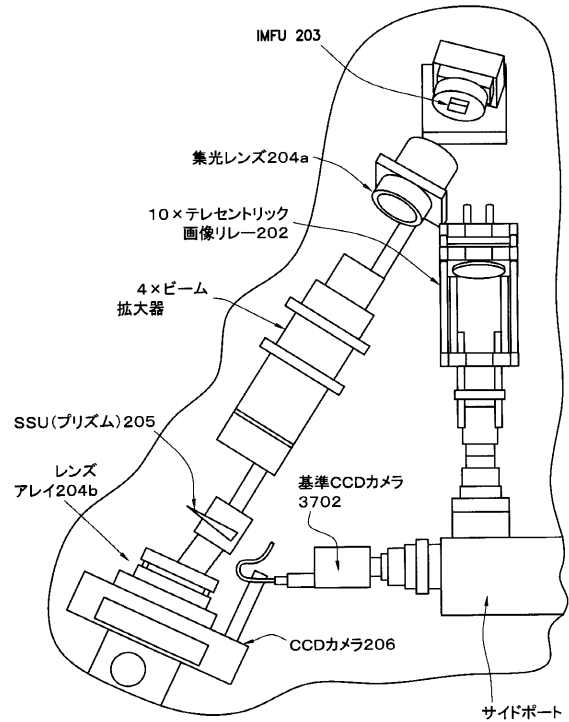 IMFU 203
集光レンズ204a
10×テレセントリック
画像リレー202
4×ビーム
拡大器
SSU(プリズム)205
レンズ
アレイ204b
基準CCDカメラ
3702
CCDカメラ206
サイドポート